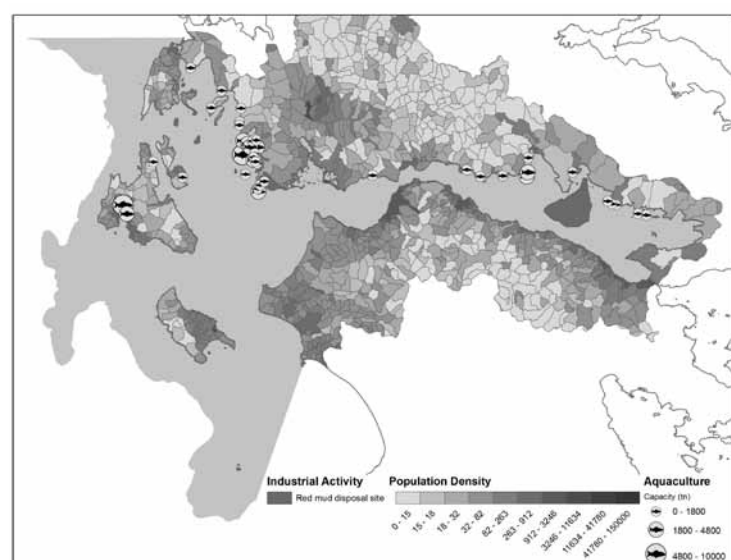 Industrial Activity
Red mud disposal site
Population Density
0 - 15
15 - 18
18 - 32
32 - 82
82 - 263
263 - 912
912 - 3246
3246 - 11634
11634 - 41780
41780 - 150000
Aquaculture
Capacity (tn)
0 - 1800
1800 - 4800
4800 - 10000